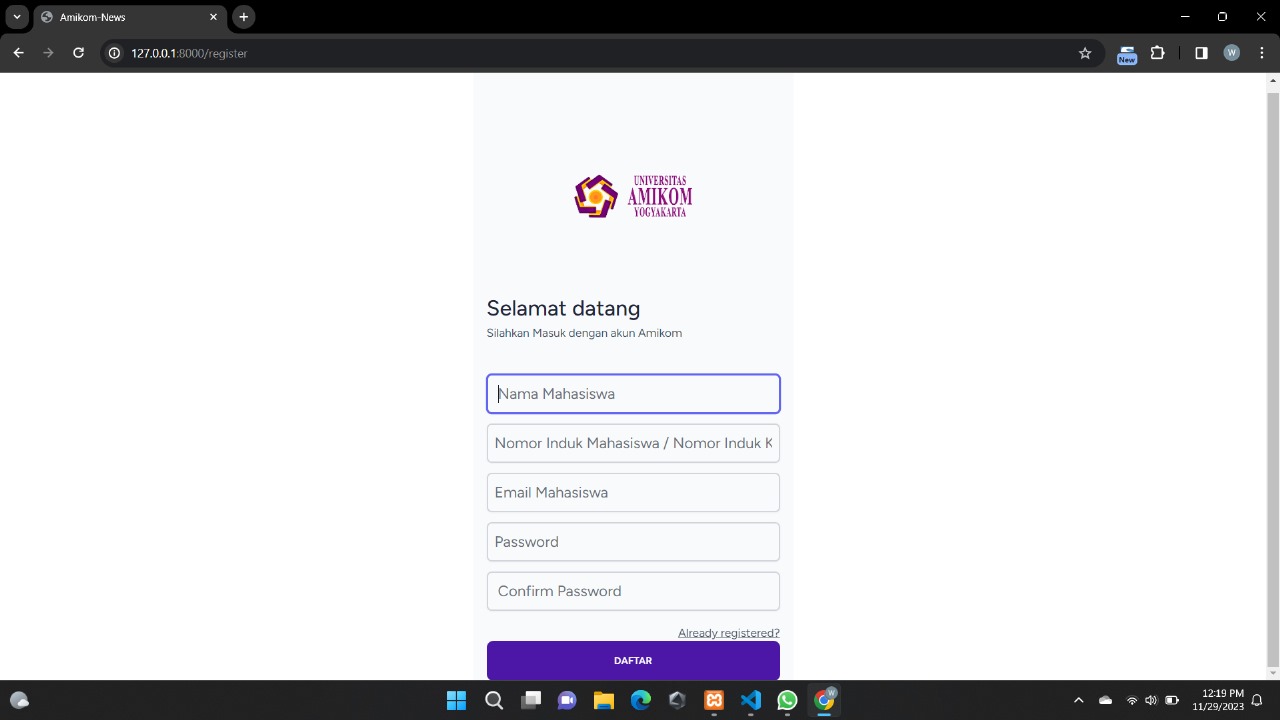 Amikom-News
127.0.0.1:8000/register
New
W
UNIVERSITAS
AMIKOM
YOGYAKARTA
Selamat datang
Silahkan Masuk dengan akun Amikom
Nama Mahasiswa
Nomor Induk Mahasiswa / Nomor Induk K
Email Mahasiswa
Password
Confirm Password
Already registered?
DAFTAR
W
12:19 PM
11/29/2023